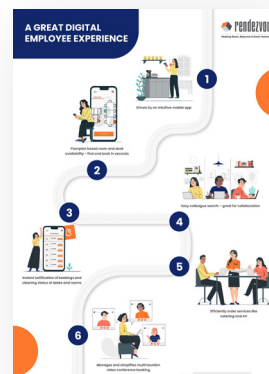 A GREAT DIGITAL
EMPLOYEE EXPERIENCE
rendezvou
1
Driven by an intuitive mobile app
Floorplan based room and desk
availability – find and book in seconds
2
3
Easy colleague search – great for collaboration
4
Instant notification of bookings and
cleaning status of desks and rooms
5
Efficiently order services like
catering and AV
6
Manages and simplifies multi location
video conference booking